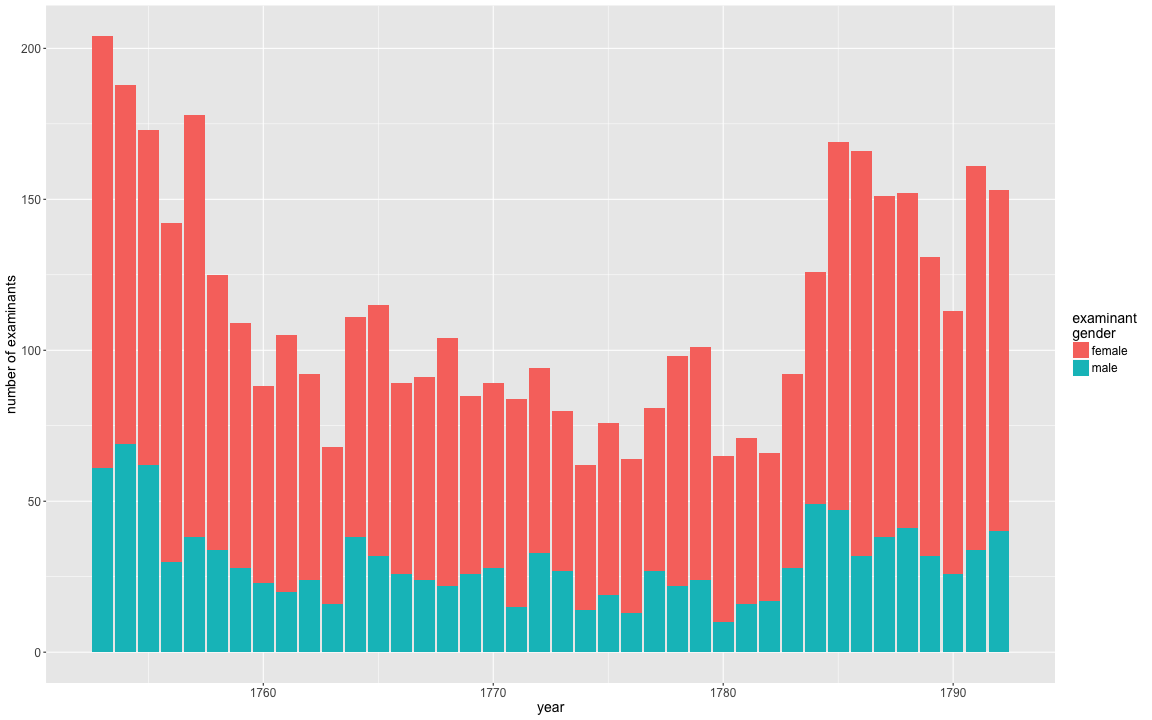 200
150
100
50
0
number of examinants
1760 1770 1780 1790
year
examinant
gender
female
male